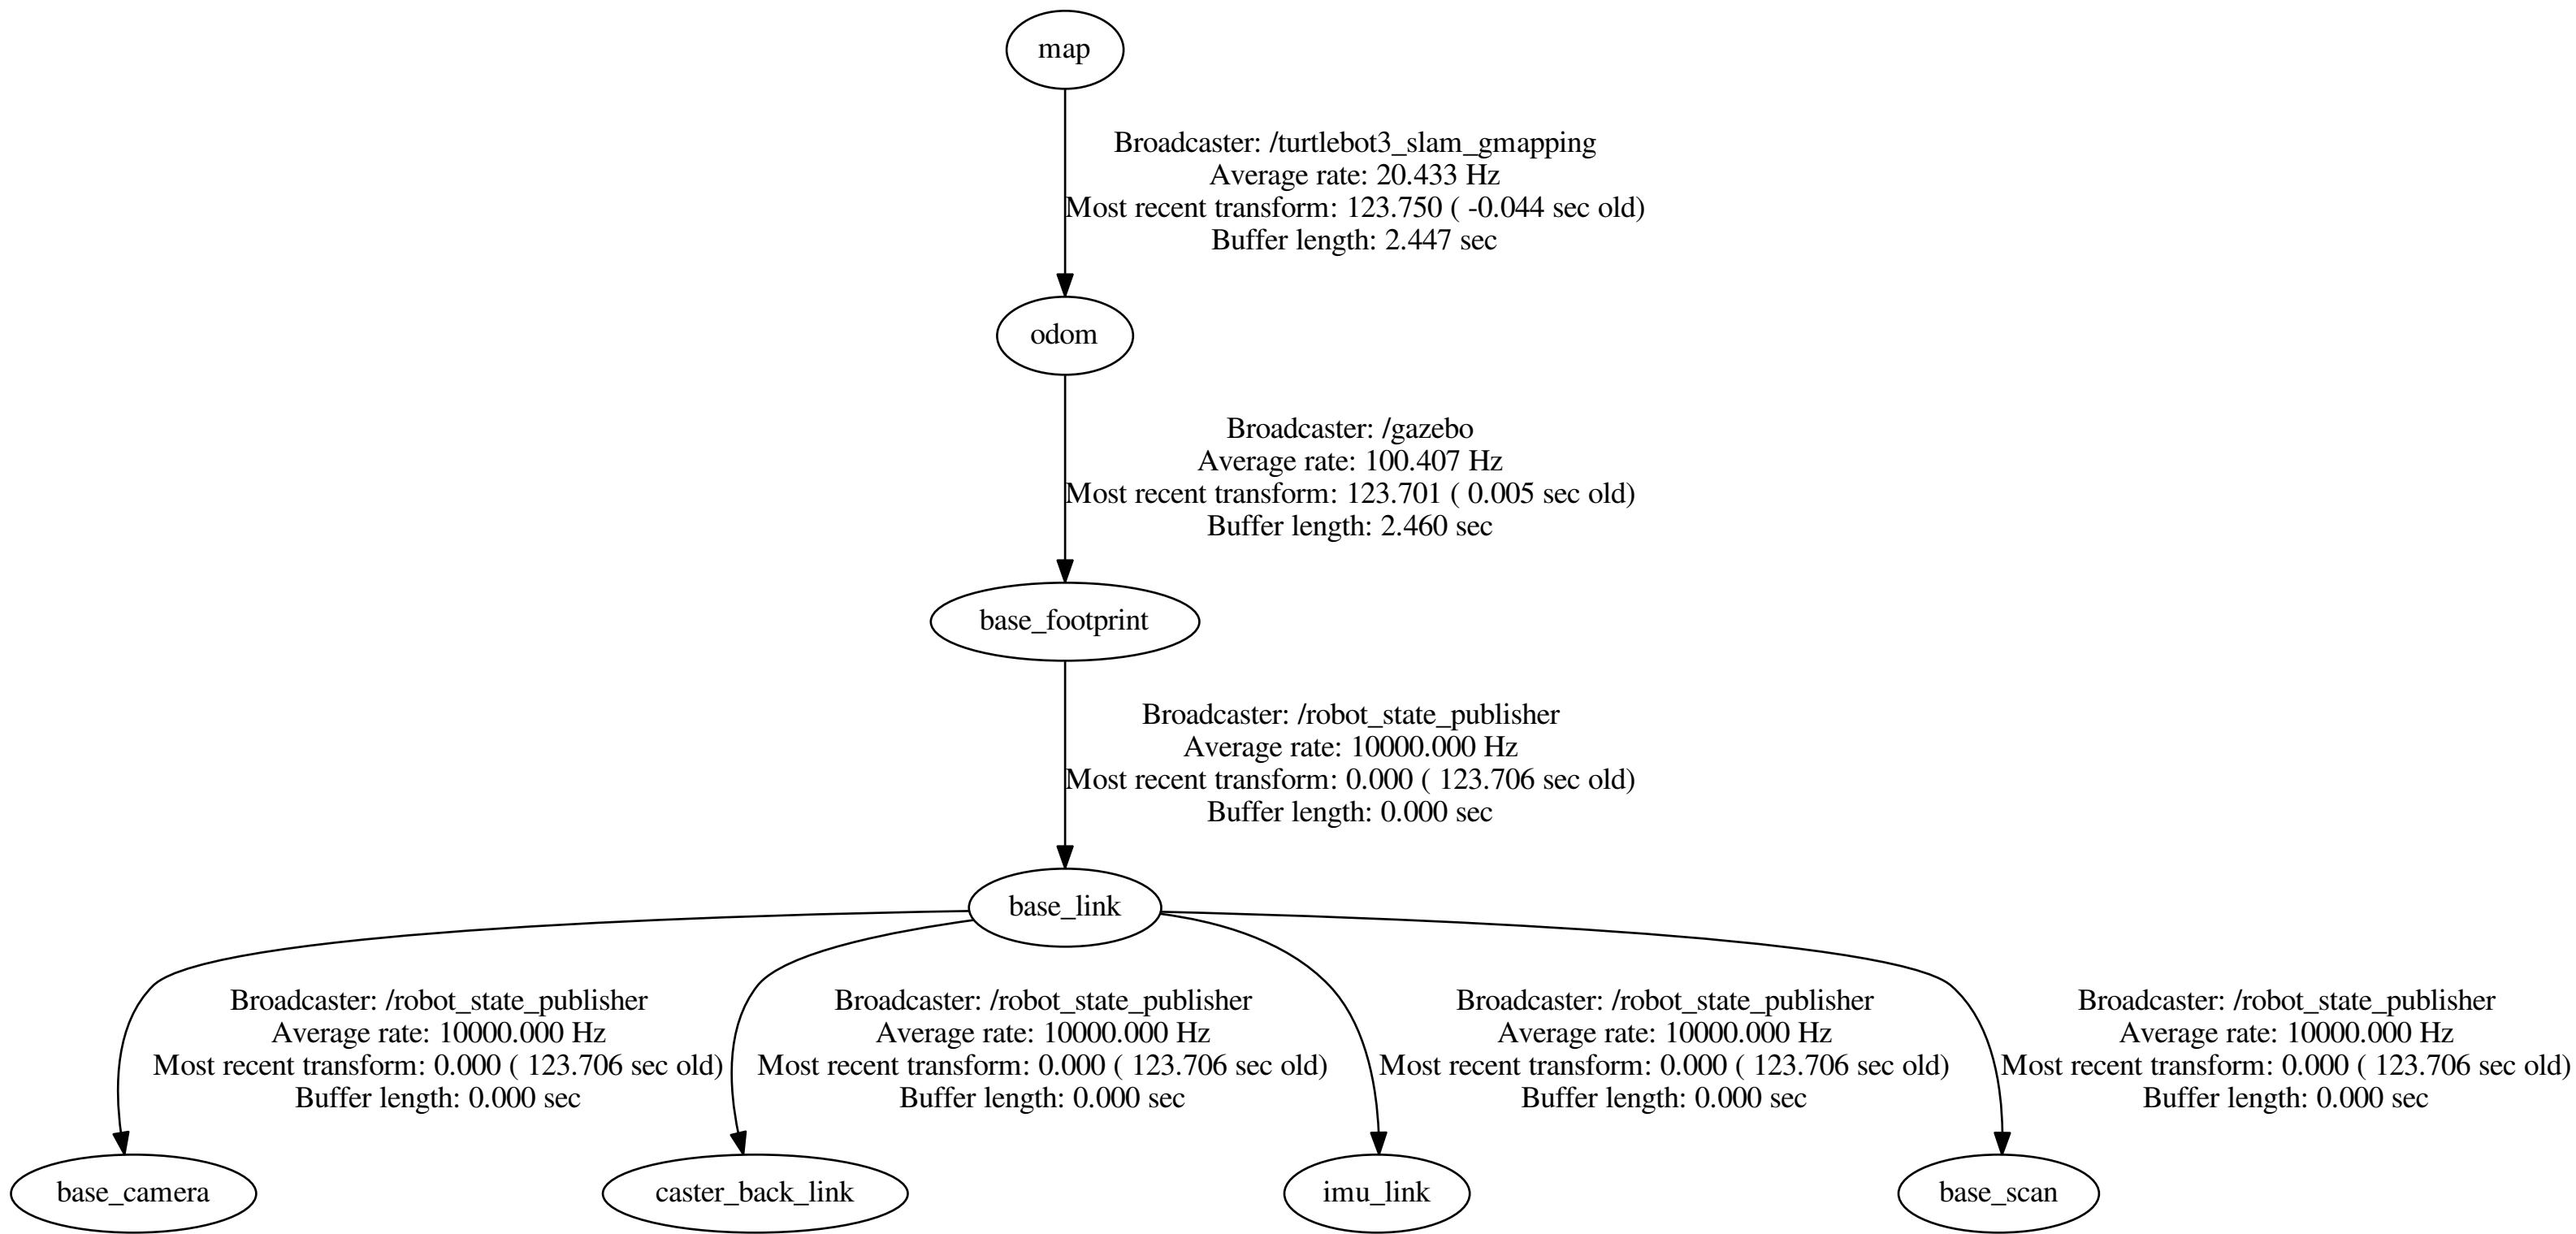 map
Broadcaster: /turtlebot3_slam_gmapping
Average rate: 20.433 Hz
Most recent transform: 123.750 ( -0.044 sec old)
Buffer length: 2.447 sec
odom
Broadcaster: /gazebo
Average rate: 100.407 Hz
Most recent transform: 123.701 ( 0.005 sec old)
Buffer length: 2.460 sec
base_footprint
Broadcaster: /robot_state_publisher
Average rate: 10000.000 Hz
Most recent transform: 0.000 ( 123.706 sec old)
Buffer length: 0.000 sec
base_link
Broadcaster: /robot_state_publisher
Average rate: 10000.000 Hz
Most recent transform: 0.000 ( 123.706 sec old)
Buffer length: 0.000 sec
Broadcaster: /robot_state_publisher
Average rate: 10000.000 Hz
Most recent transform: 0.000 ( 123.706 sec old)
Buffer length: 0.000 sec
Broadcaster: /robot_state_publisher
Average rate: 10000.000 Hz
Most recent transform: 0.000 ( 123.706 sec old)
Buffer length: 0.000 sec
Broadcaster: /robot_state_publisher
Average rate: 10000.000 Hz
Most recent transform: 0.000 ( 123.706 sec old)
Buffer length: 0.000 sec
base_camera
caster_back_link
imu_link
base_scan